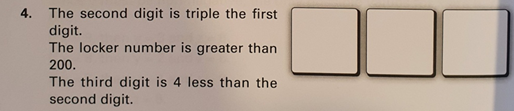 4. The second digit is triple the first
digit.
The locker number is greater than
200.
The third digit is 4 less than the
second digit.